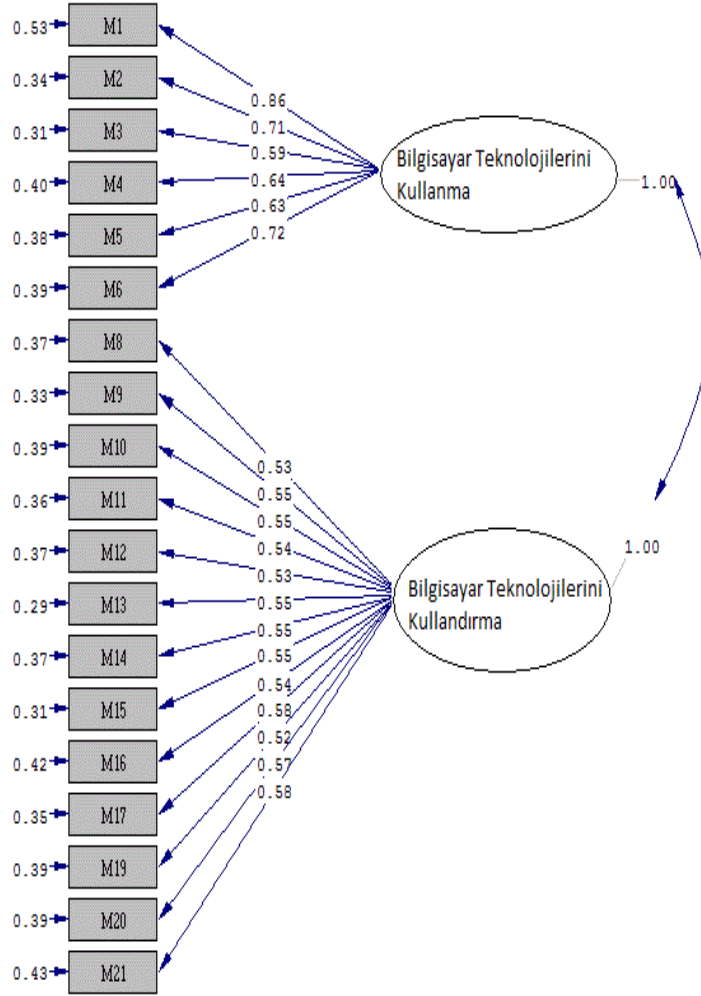 0.53 M1
0.34 M2
0.31 M3
0.40 M4
0.38 M5
0.39 M6
0.37 M8
0.33 M9
0.39 M10
0.36 M11
0.37 M12
0.29 M13
0.37 M14
0.31 M15
0.42 M16
0.35 M17
0.39 M19
0.39 M20
0.43 M21
0.86
0.71
0.59
0.64
0.63
0.72
Bilgisayar Teknolojilerini
Kullanma
1.00
0.53
0.55
0.55
0.54
0.53
0.55
0.55
0.55
0.54
0.58
0.52
0.57
0.58
Bilgisayar Teknolojilerini
Kullandırma
1.00